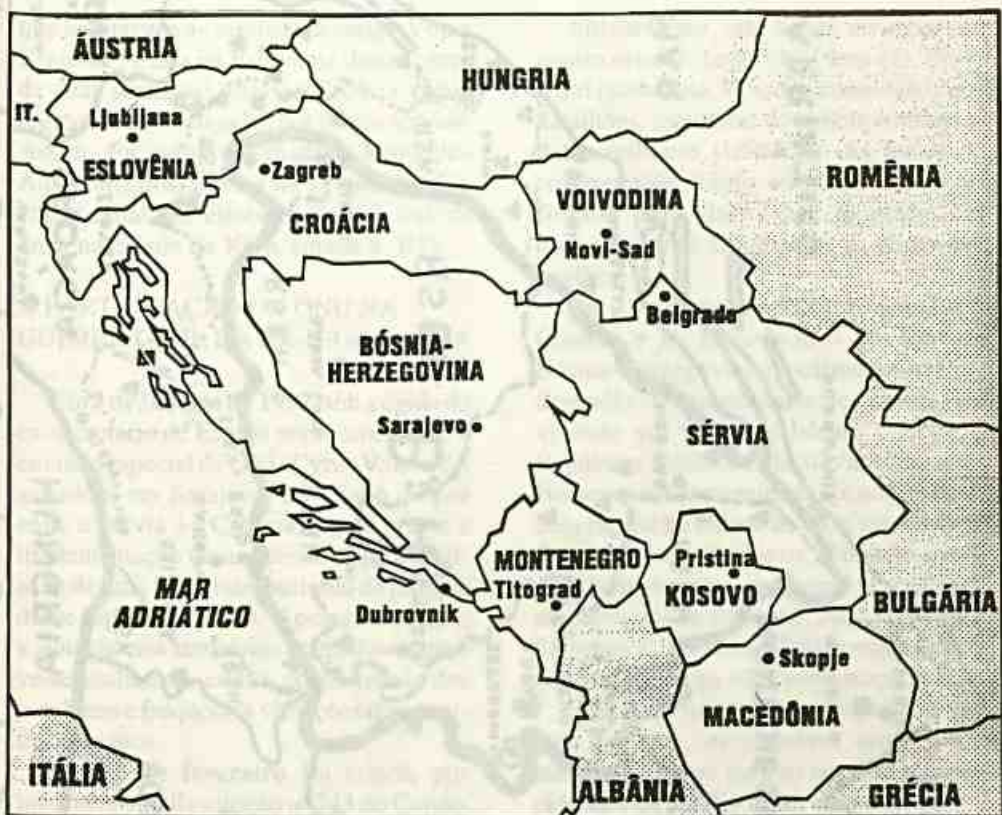 ÁUSTRIA
HUNGRIA
IT.
Ljubijana
ESLOVÊNIA
Zagreb
CROÁCIA
VOIVODINA
Novi-Sad
ROMÊNIA
Belgrado
BÓSNIA-
HERZEGOVINA
Sarajevo
SÉRVIA
MONTENEGRO
Titograd
Pristina
KOSOVO
BULGÁRIA
MAR
ADRIÁTICO
Dubrovnik
Skopje
MACEDÔNIA
ITÁLIA
ALBÂNIA
GRÉCIA